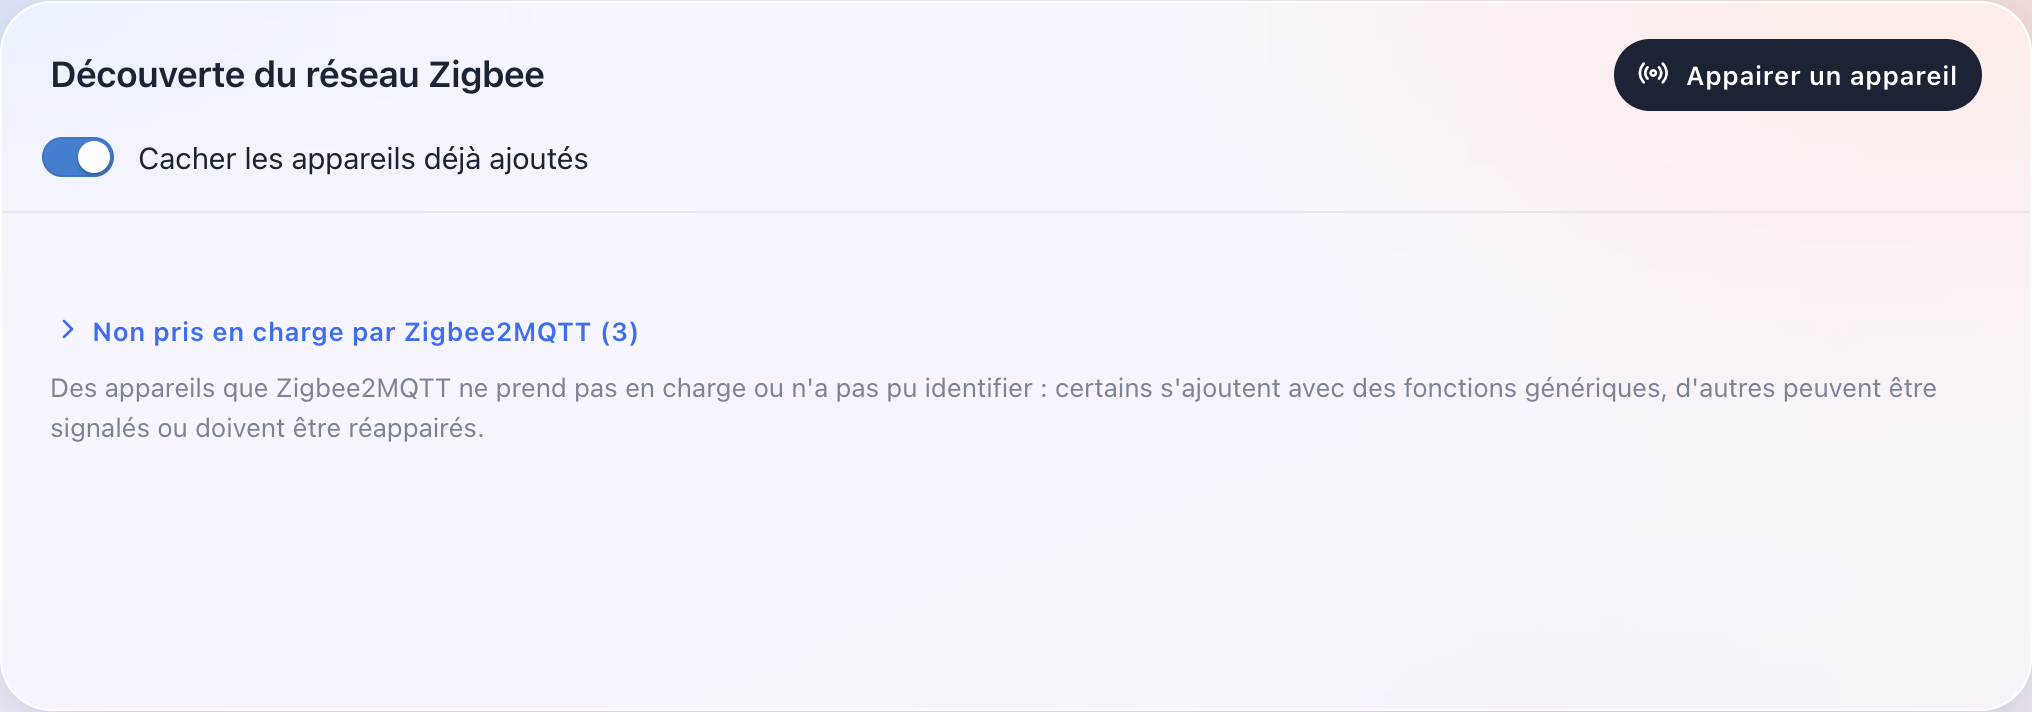 Découverte du réseau Zigbee
Appairer un appareil
Cacher les appareils déjà ajoutés
Non pris en charge par Zigbee2MQTT (3)
Des appareils que Zigbee2MQTT ne prend pas en charge ou n'a pas pu identifier : certains s'ajoutent avec des fonctions génériques, d'autres peuvent être
signalés ou doivent être réappairés.